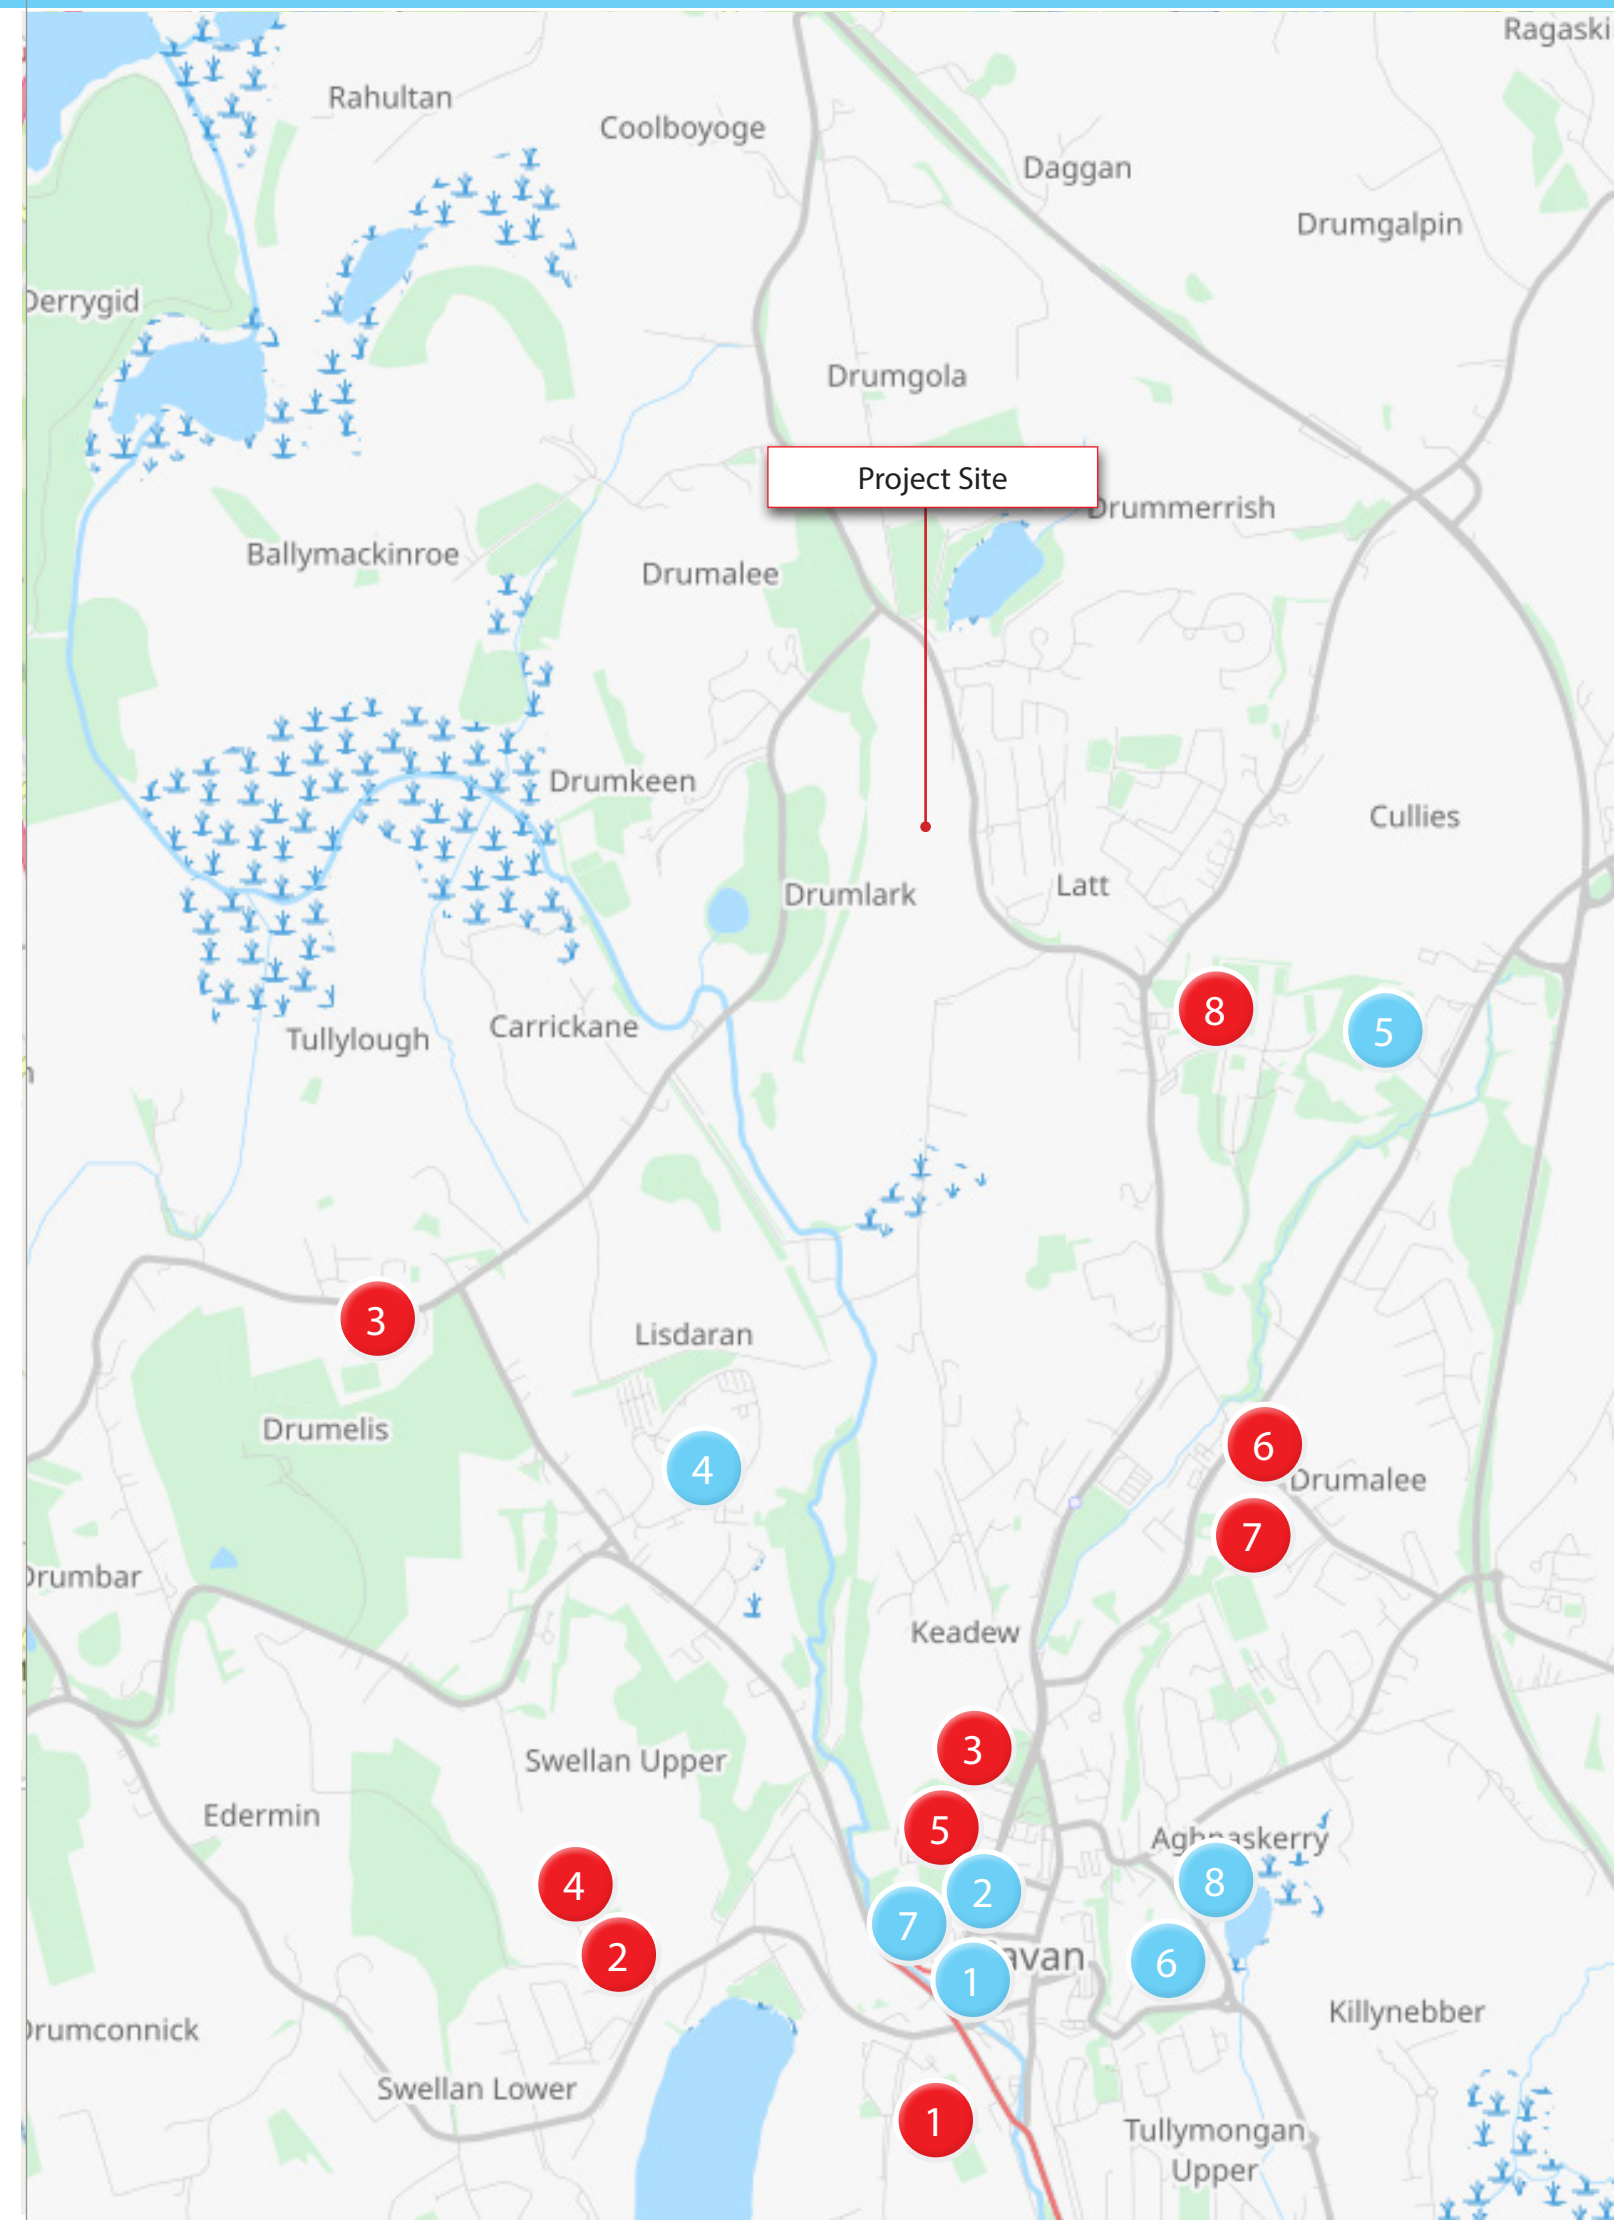 Ragaski
Rahultan
Coolboyoge
Daggan
Drumgalpin
Derrygid
Drumgola
Project Site
Drummerrish
Ballymackinroe
Drumalee
Drumkeen
Cullies
Latt
Drumlark
8
5
Carrickane
Tullylough
3
Lisdaran
Drumelis
6
4
Drumalee
7
Drumbar
Keadew
3
Swellan Upper
Edermin
5
Aghnaskerry
8
4
2
7
avan
2
6
1
Killynebber
Drumconnick
Swellan Lower
1
Tullymongan
Upper